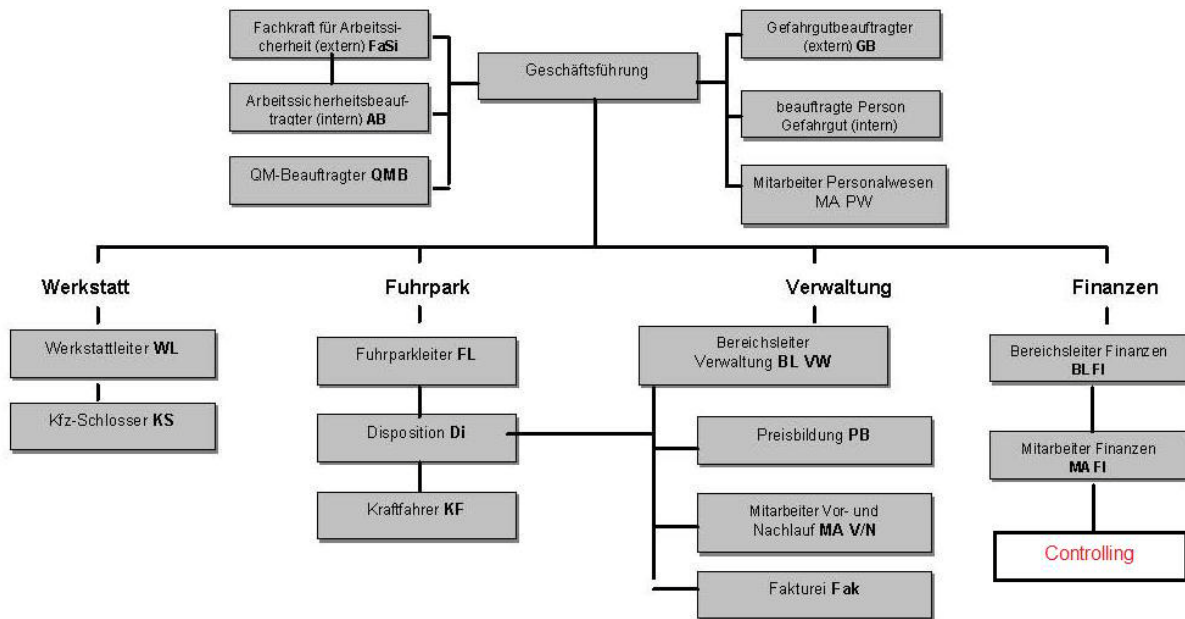 Fachkraft für Arbeitssi-
cherheit (extern) FaSi
Arbeitssicherheitsbeauf-
tragter (intern) AB
QM-Beauftragter QMB
Geschäftsführung
Gefahrgutbeauftragter
(extern) GB
beauftragte Person
Gefahrgut (intern)
Mitarbeiter Personalwesen
MA PW
Werkstatt
Werkstattleiter WL
Kfz-Schlosser KS
Fuhrpark
Fuhrparkleiter FL
Disposition Di
Kraftfahrer KF
Verwaltung
Bereichsleiter
Verwaltung BL VW
Preisbildung PB
Mitarbeiter Vor- und
Nachlauf MA V/N
Fakturei Fak
Finanzen
Bereichsleiter Finanzen
BL FI
Mitarbeiter Finanzen
MA FI
Controlling